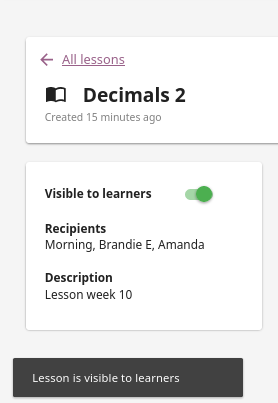 All lessons
Decimals 2
Created 15 minutes ago
Visible to learners
Recipients
Morning, Brandie E, Amanda
Description
Lesson week 10
Lesson is visible to learners